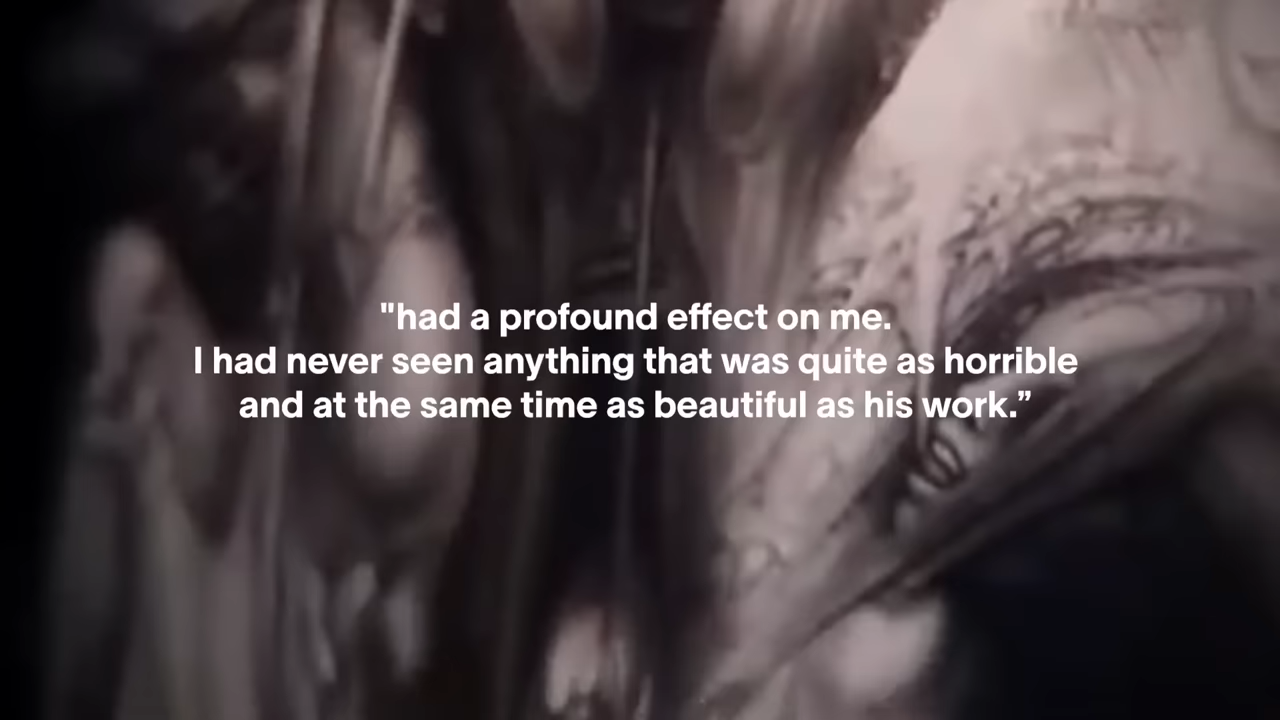 "had a profound effect on me.
I had never seen anything that was quite as horrible
and at the same time as beautiful as his work.”